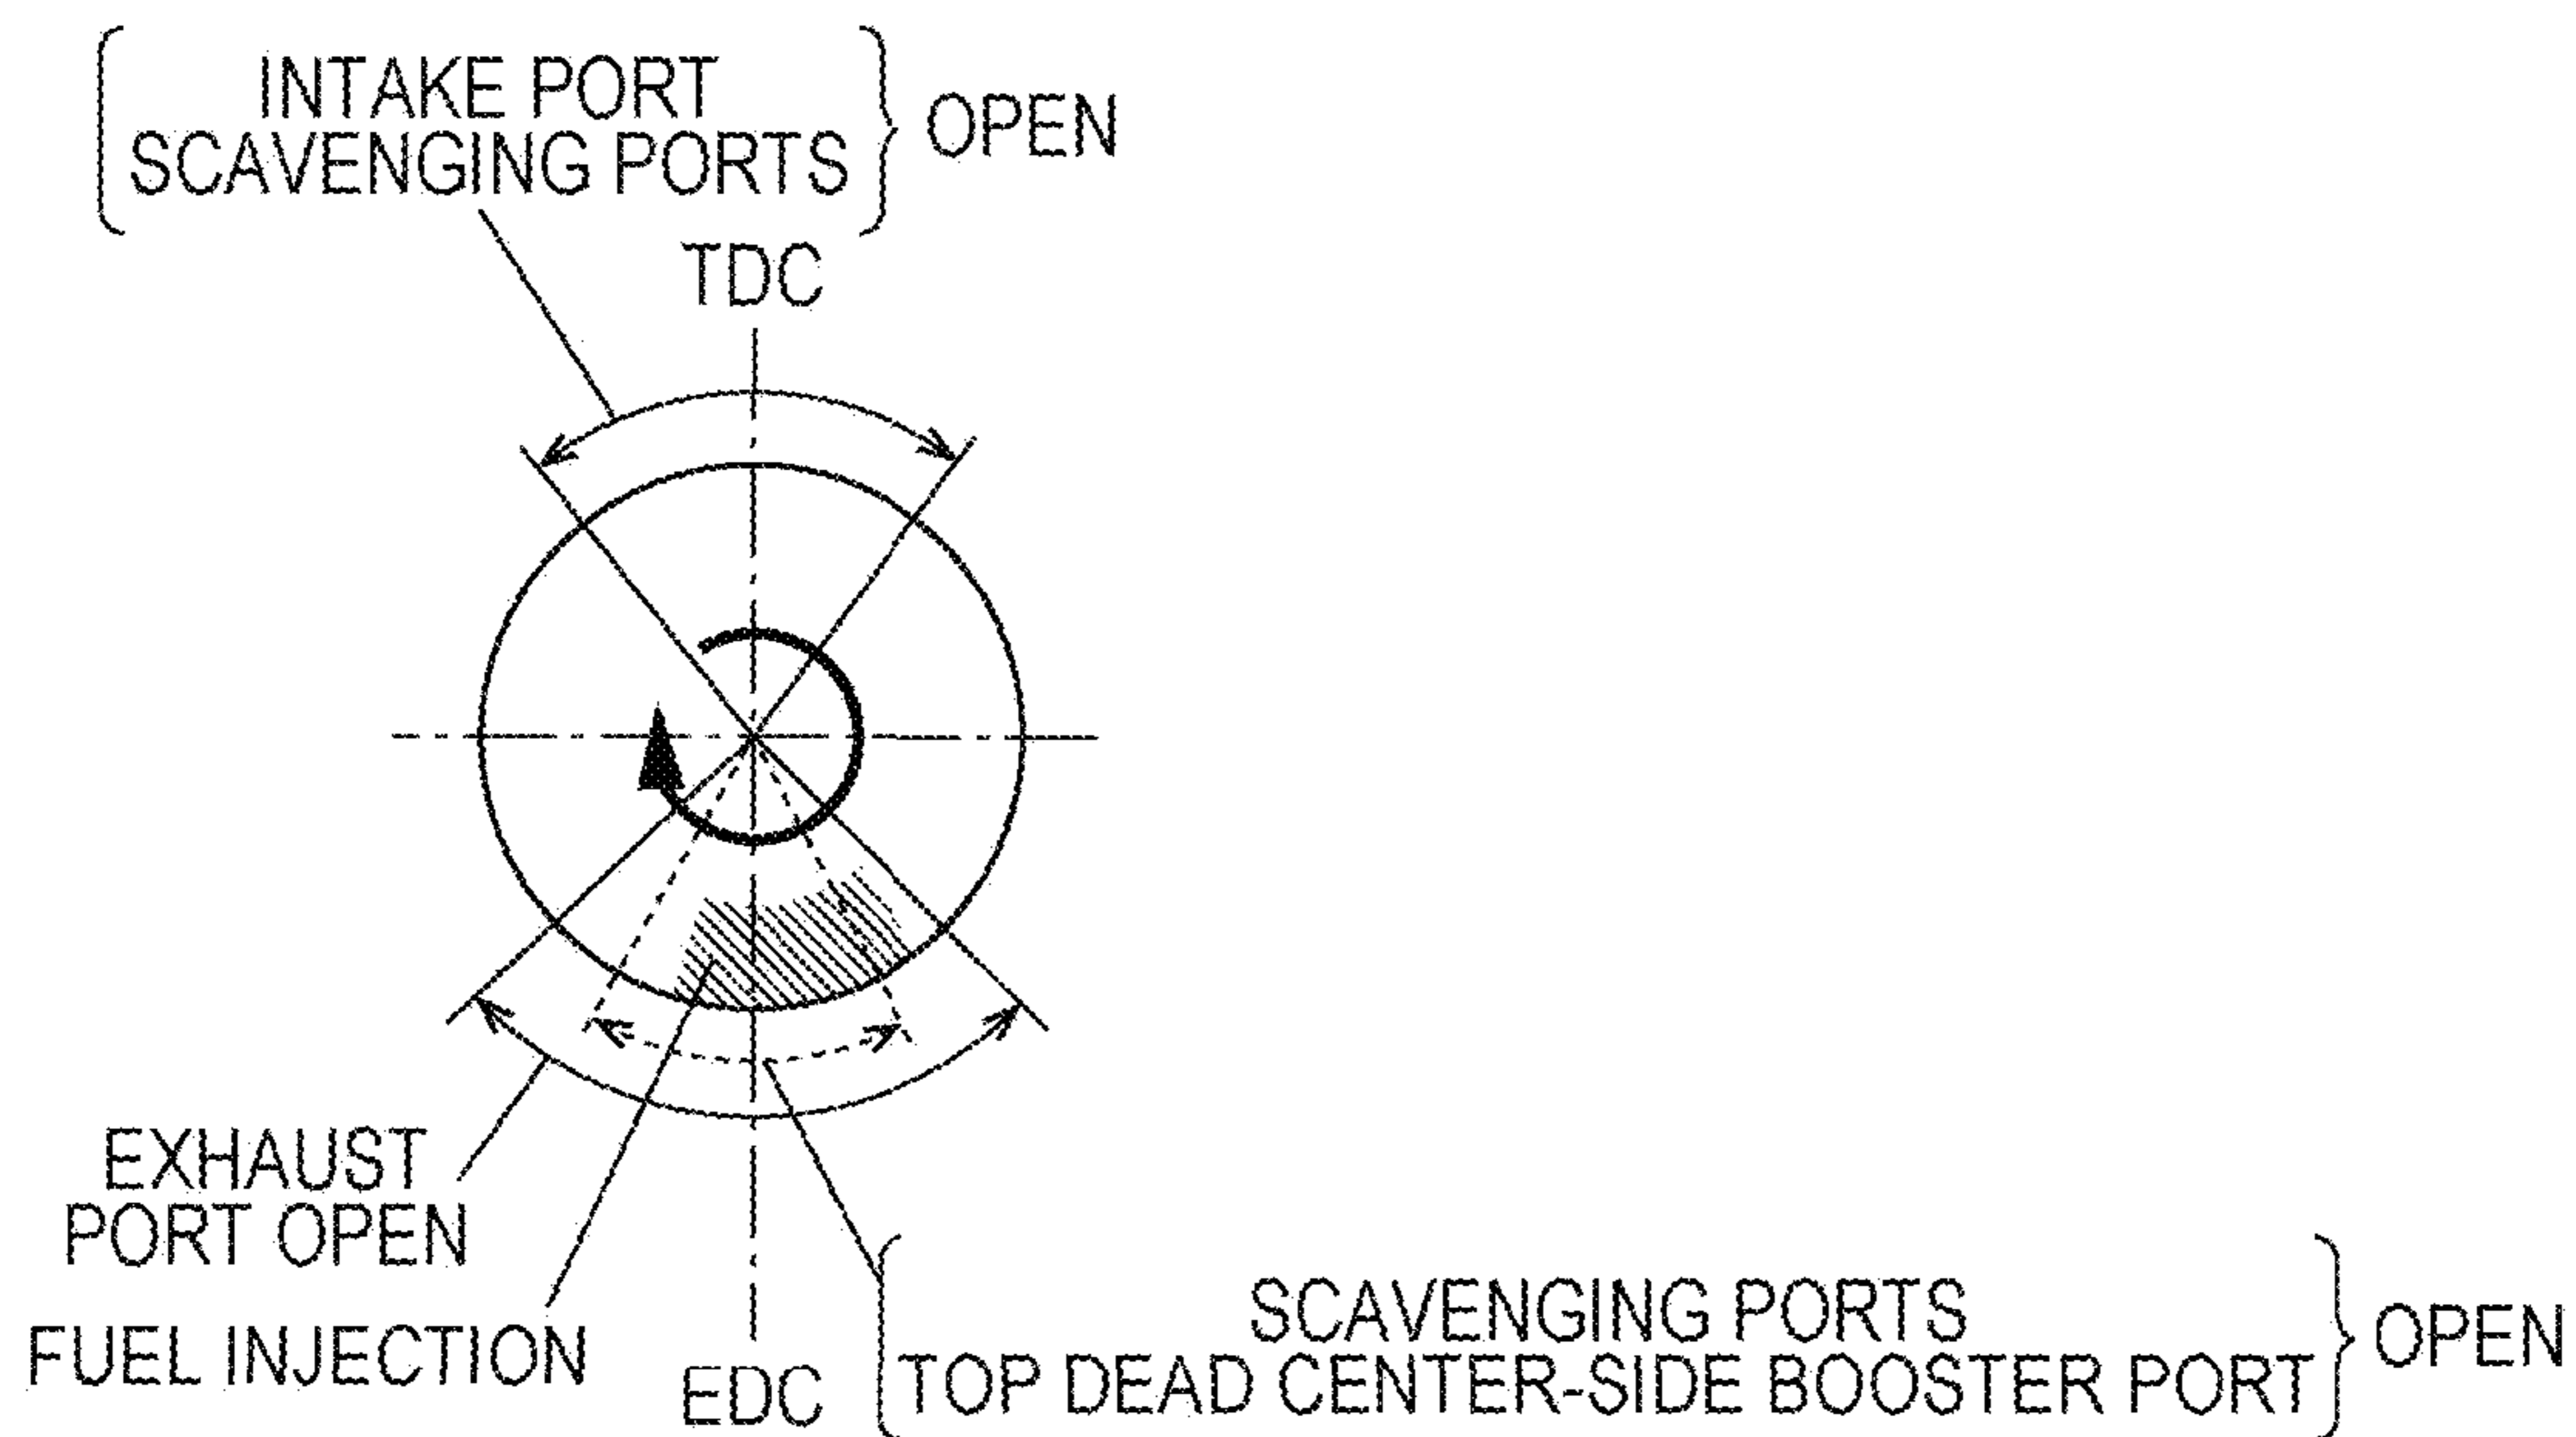 INTAKE PORT
SCAVENGING PORTS
OPEN
TDC
EXHAUST
PORT OPEN
FUEL INJECTION
EDC
SCAVENGING PORTS
TOP DEAD CENTER-SIDE BOOSTER PORT
OPEN